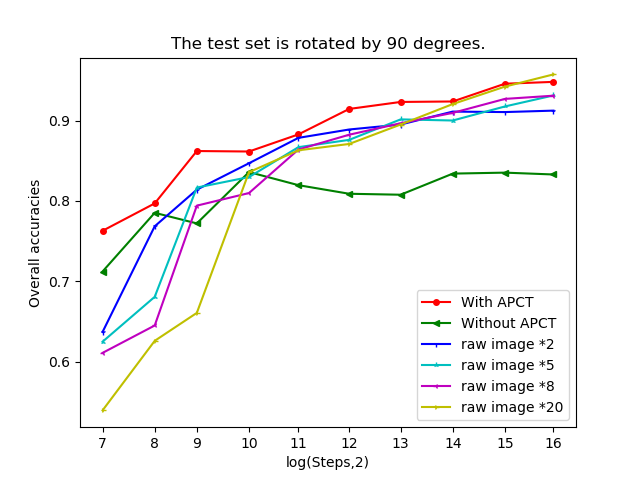 The test set is rotated by 90 degrees.
Overall accuracies
0.9
0.8
0.7
0.6
With APCT
Without APCT
raw image *2
raw image *5
raw image *8
raw image *20
7 8 9 10 11 12 13 14 15 16
log(Steps,2)